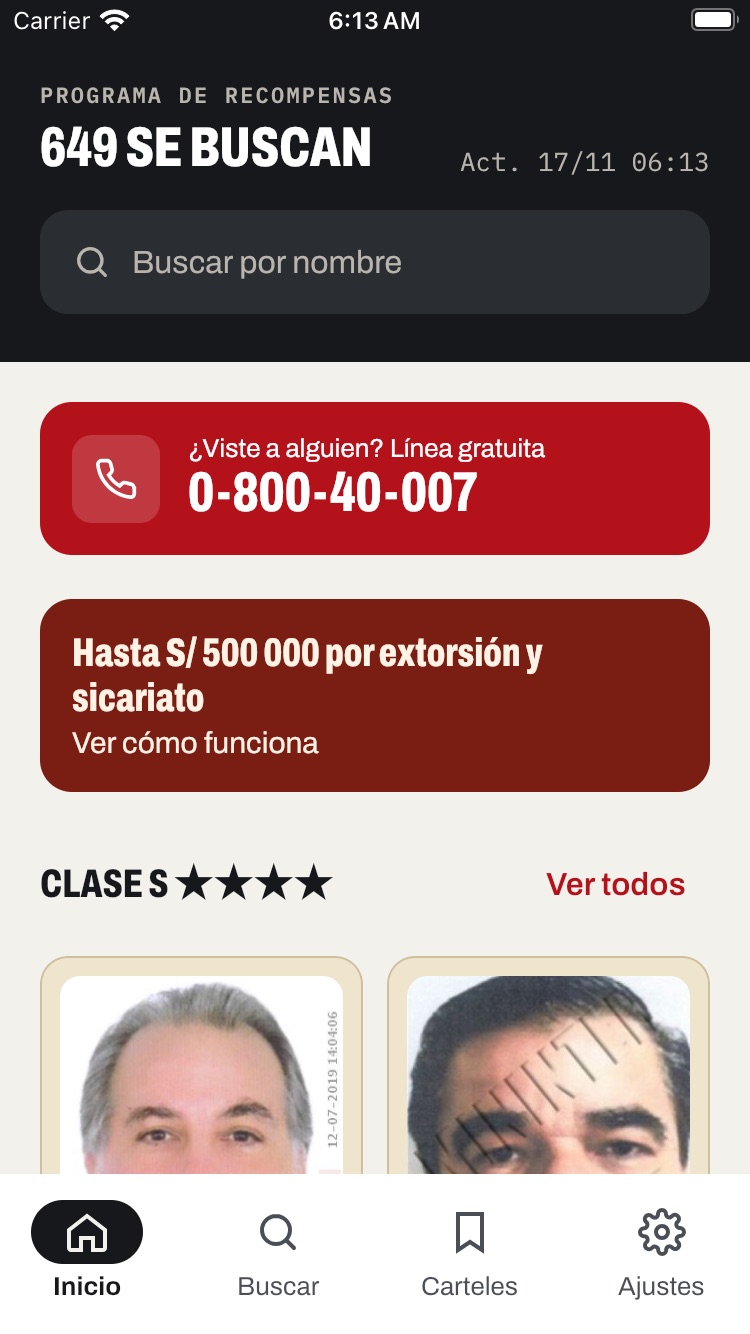 Carrier
6:13 AM
PROGRAMA DE RECOMPENSAS
649 SE BUSCAN
Act. 17/11 06:13
Buscar por nombre
¿Viste a alguien? Línea gratuita
0-800-40-007
Hasta S/ 500 000 por extorsión y
sicariato
Ver cómo funciona
CLASE S ★★★★
Ver todos
12-07-2019 14:04:06
Inicio
Buscar
Carteles
Ajustes